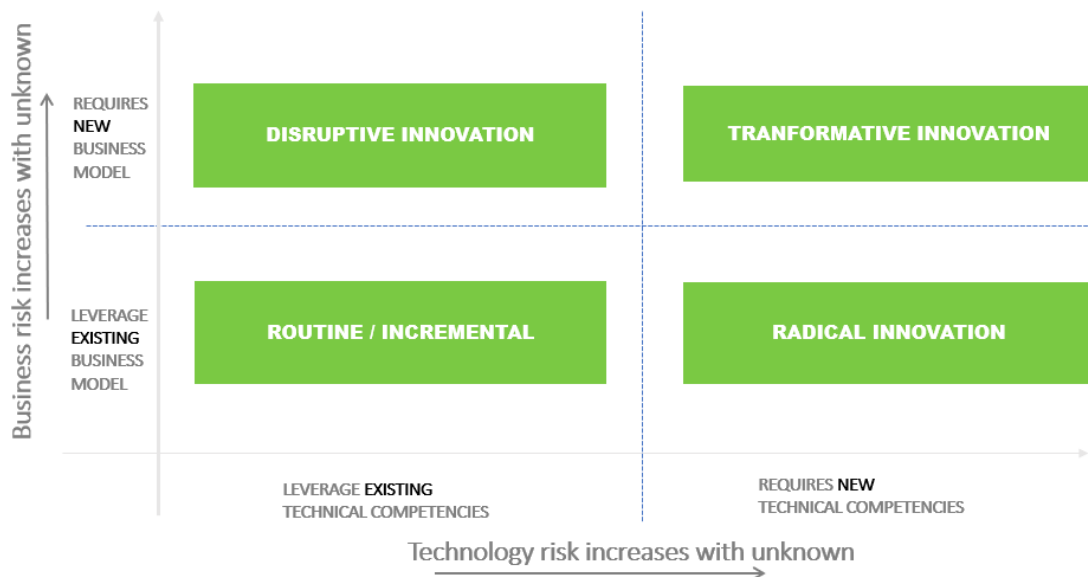 Business risk increases with unknown
REQUIRES
NEW
BUSINESS
MODEL
DISRUPTIVE INNOVATION
TRANFORMATIVE INNOVATION
LEVERAGE
EXISTING
BUSINESS
MODEL
ROUTINE / INCREMENTAL
RADICAL INNOVATION
LEVERAGE EXISTING
TECHNICAL COMPETENCIES
REQUIRES NEW
TECHNICAL COMPETENCIES
Technology risk increases with unknown